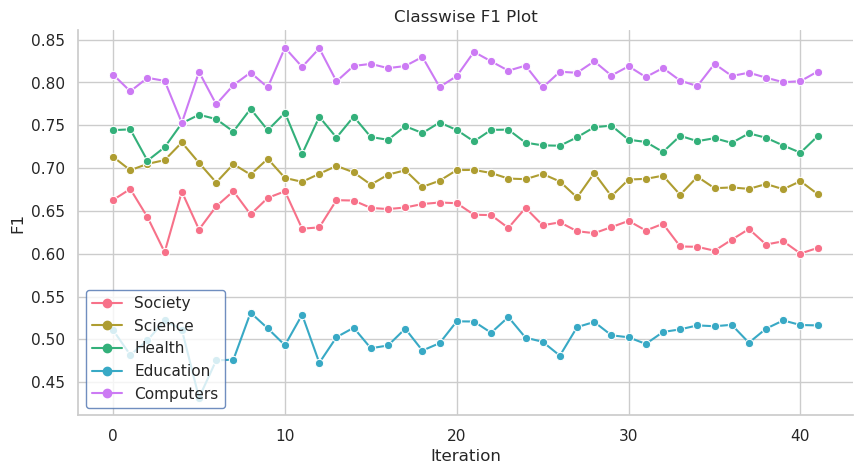 Classwise F1 Plot
0.85
0.80
0.75
0.70
0.65
0.60
0.55
0.50
0.45
F1
Society
Science
Health
Education
Computers
0 10 20 30 40
Iteration